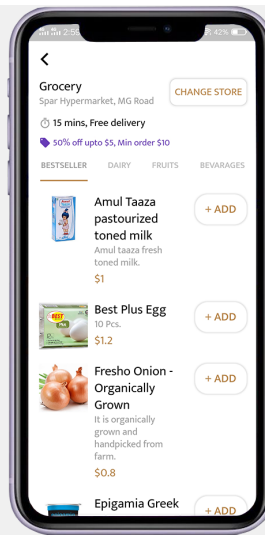 2:55
42%
Grocery
Spar Hypermarket, MG Road
CHANGE STORE
15 mins, Free delivery
50% off upto $5, Min order $10
BESTSELLER DAIRY FRUITS BEVARAGES
Amul Taaza
pastourized
toned milk
Amul taaza fresh
toned milk.
$1
+ ADD
BEST
Plus
Best Plus Egg
10 Pcs.
$1.2
+ ADD
Fresho Onion -
Organically
Grown
It is organically
grown and
handpicked from
farm.
$0.8
+ ADD
Epigamia Greek
+ ADD